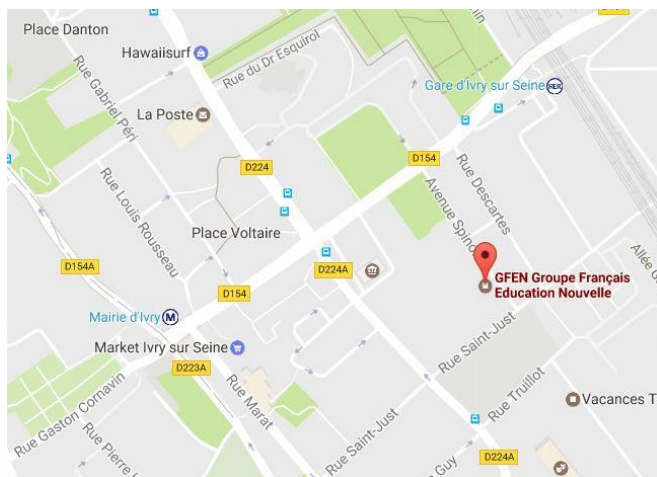 Place Danton
Hawaiisurf
Rue du Dr Esquirol
Gare d'Ivry sur Seine
RER
Rue Gabriel Péri
La Poste
D154
D224
Rue Descartes
Avenue
Rue Louis Rousseau
Place Voltaire
D154A
D224A
GFEN Groupe Français
Education Nouvelle
Allée
D154
Mairie d'Ivry
M
Market Ivry sur Seine
Rue Saint-Just
D223A
Rue Marat
Rue Truillot
Vacances T
Rue Gaston Cornavin
Rue Saint-Just
Rue Pierre
Guy
D224A